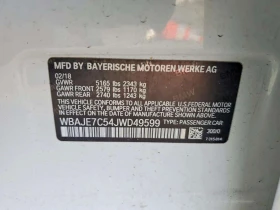 MFD BY BAYERISCHE MOTOREN WERKE AG
02/18
GVWR 5165 lbs 2343 kg
GAWR FRONT 2579 lbs 1170 kg
GAWR REAR 2740 lbs 1243 kg
THIS VEHICLE CONFORMS TO ALL APPLICABLE FEDERAL MOTOR VEHICLE
SAFETY, BUMPER, AND THEFT PREVENTION STANDARDS IN EFFECT
ON THE DATE OF MANUFACTURE SHOWN ABOVE.
WBAJE7C54JWD49599 300/0
TYPE: PASSENGER CAR